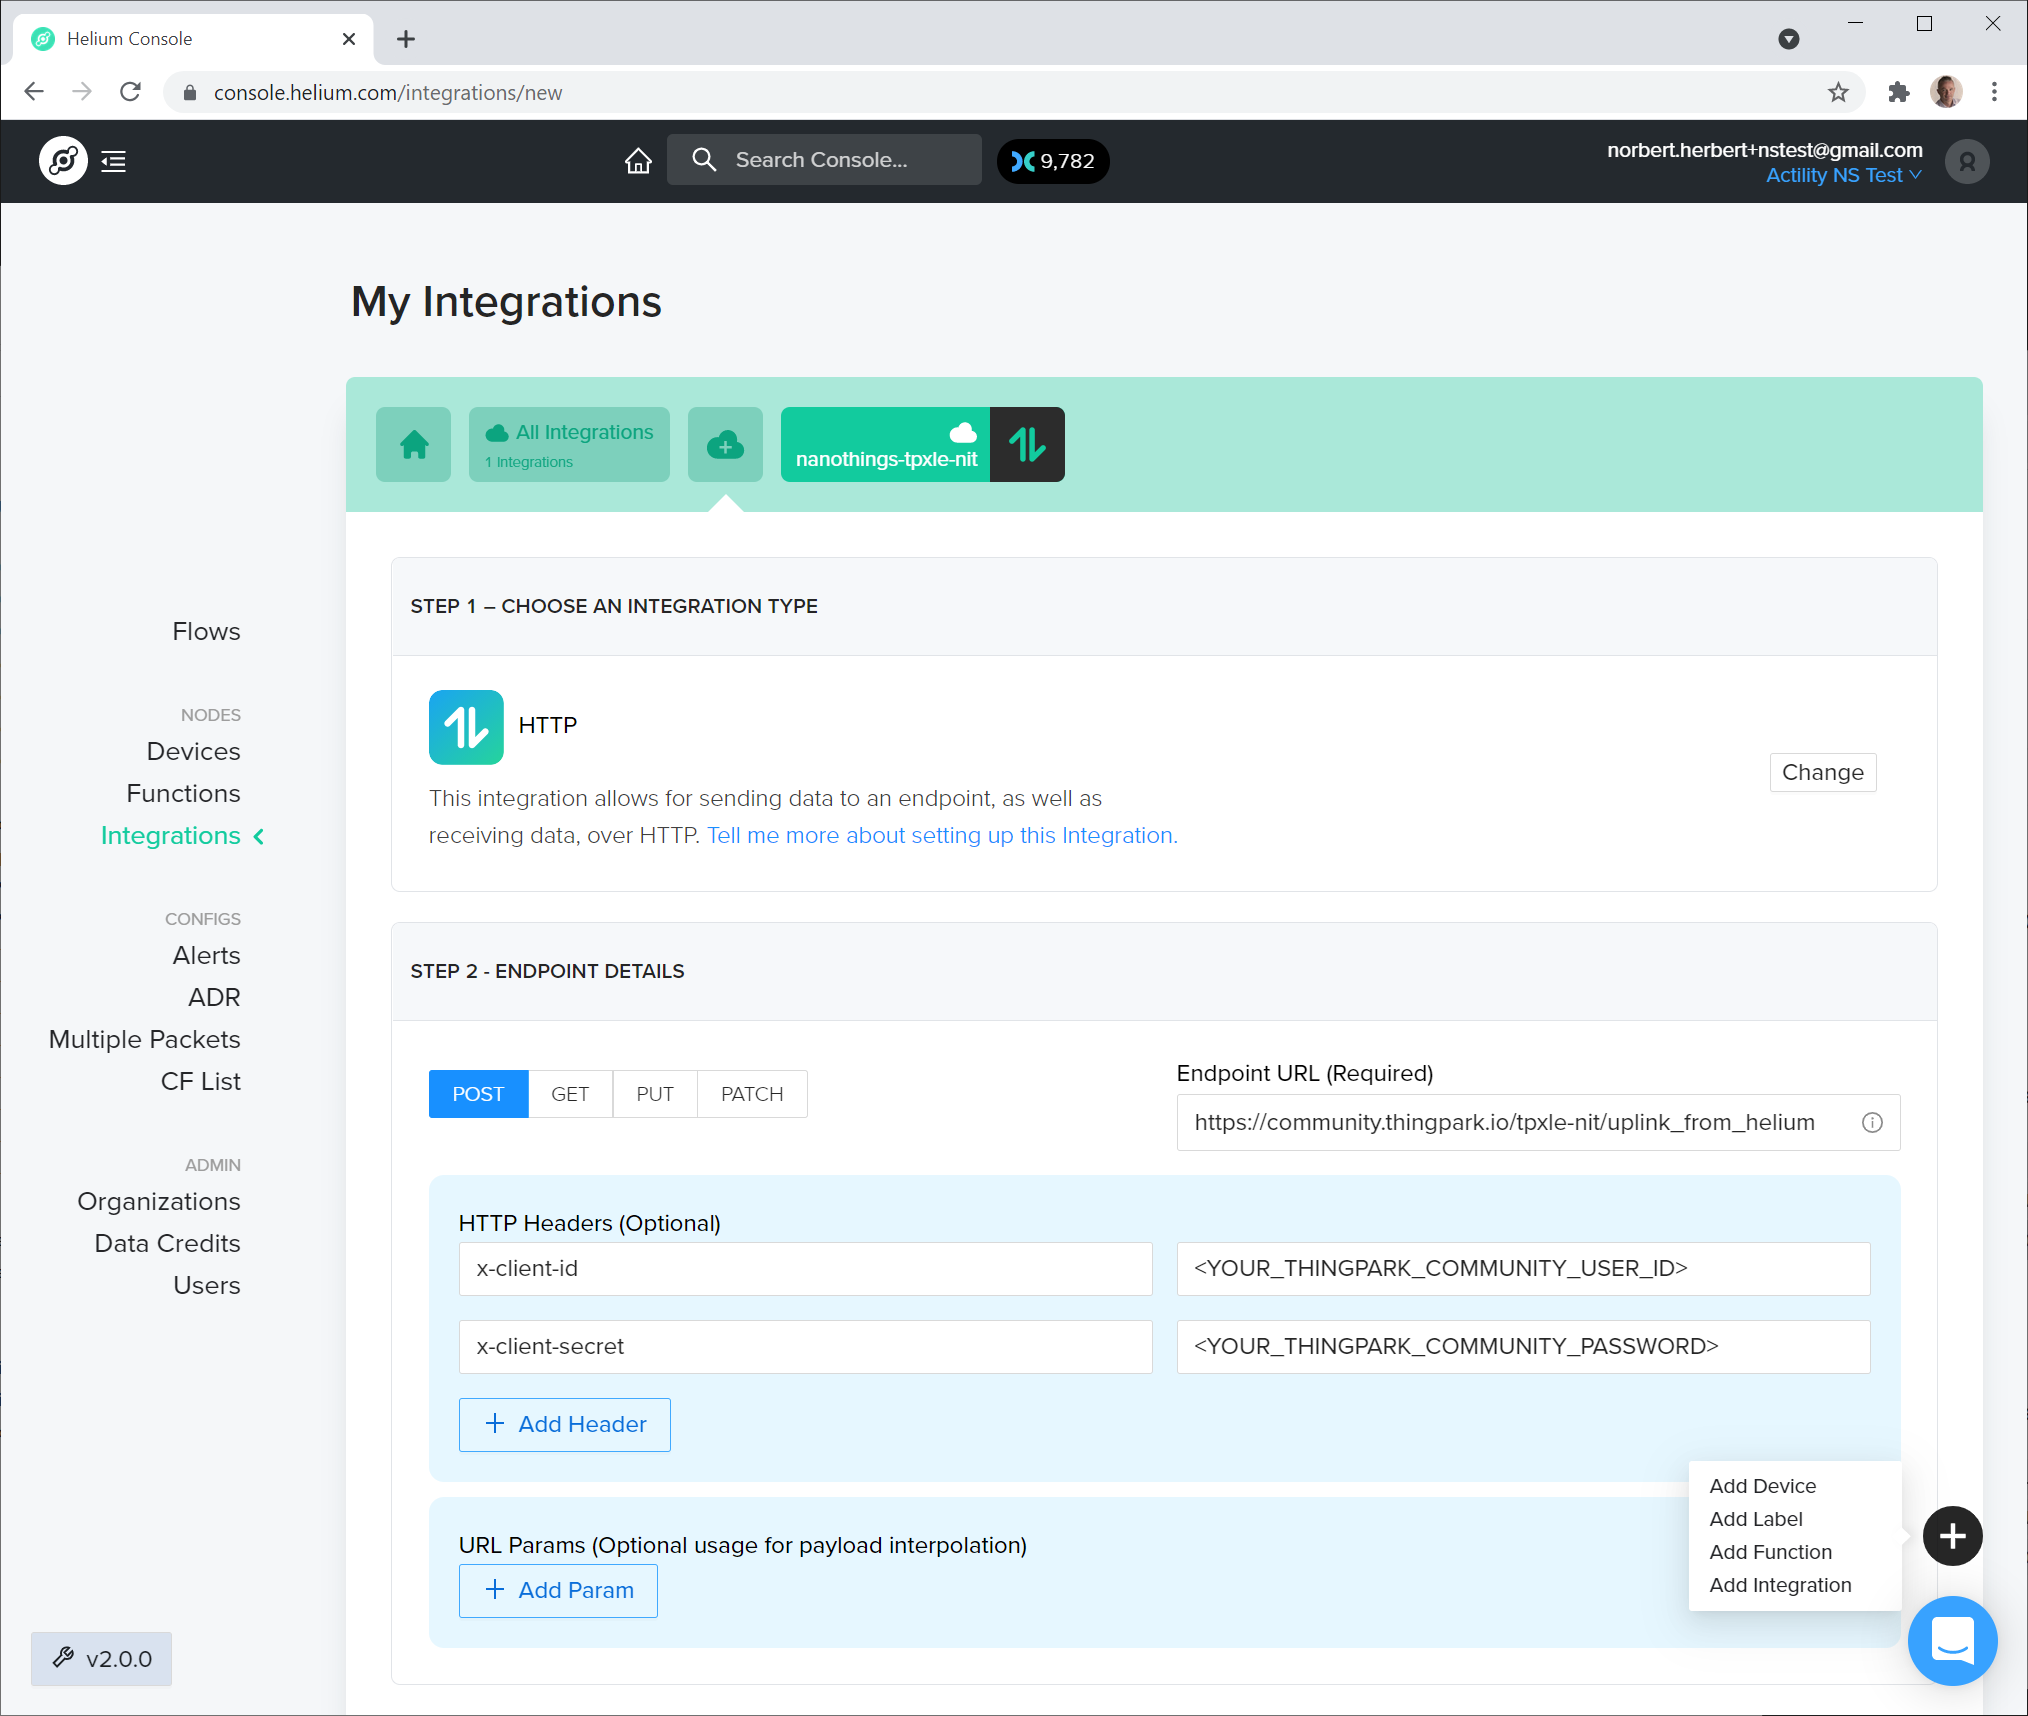 Helium Console
console.helium.com/integrations/new
Search Console...
9,782
norbert.herbert+nstest@gmail.com
Actility NS Test
My Integrations
All Integrations
1 Integrations
nanothings-tpxle-nit
Flows
NODES
Devices
Functions
Integrations
CONFIGS
Alerts
ADR
Multiple Packets
CF List
ADMIN
Organizations
Data Credits
Users
v2.0.0
STEP 1 – CHOOSE AN INTEGRATION TYPE
HTTP
This integration allows for sending data to an endpoint, as well as
receiving data, over HTTP. Tell me more about setting up this Integration.
Change
STEP 2 - ENDPOINT DETAILS
POST GET PUT PATCH
Endpoint URL (Required)
https://community.thingpark.io/tpxle-nit/uplink_from_helium
HTTP Headers (Optional)
x-client-id <YOUR_THINGPARK_COMMUNITY_USER_ID>
x-client-secret <YOUR_THINGPARK_COMMUNITY_PASSWORD>
Add Header
URL Params (Optional usage for payload interpolation)
Add Param
Add Device
Add Label
Add Function
Add Integration